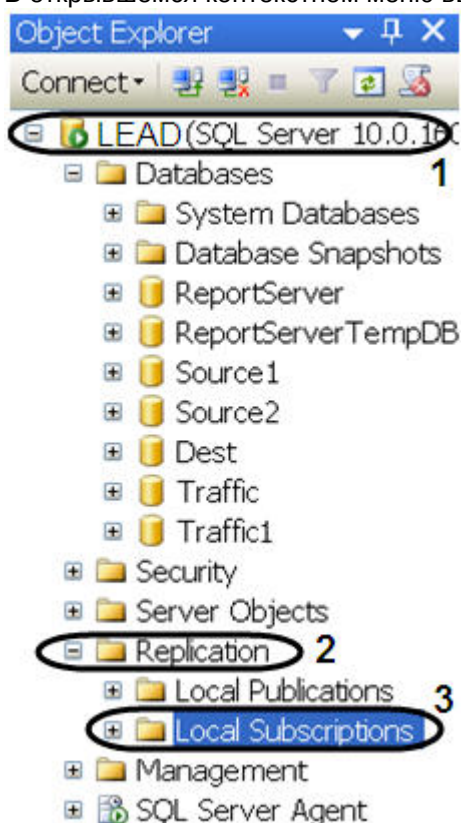 Object Explorer
Connect
LEAD (SQL Server 10.0.160
1
Databases
System Databases
Database Snapshots
ReportServer
ReportServerTempDB
Source1
Source2
Dest
Traffic
Traffic1
Security
Server Objects
Replication 2
Local Publications
3
Local Subscriptions
Management
SQL Server Agent